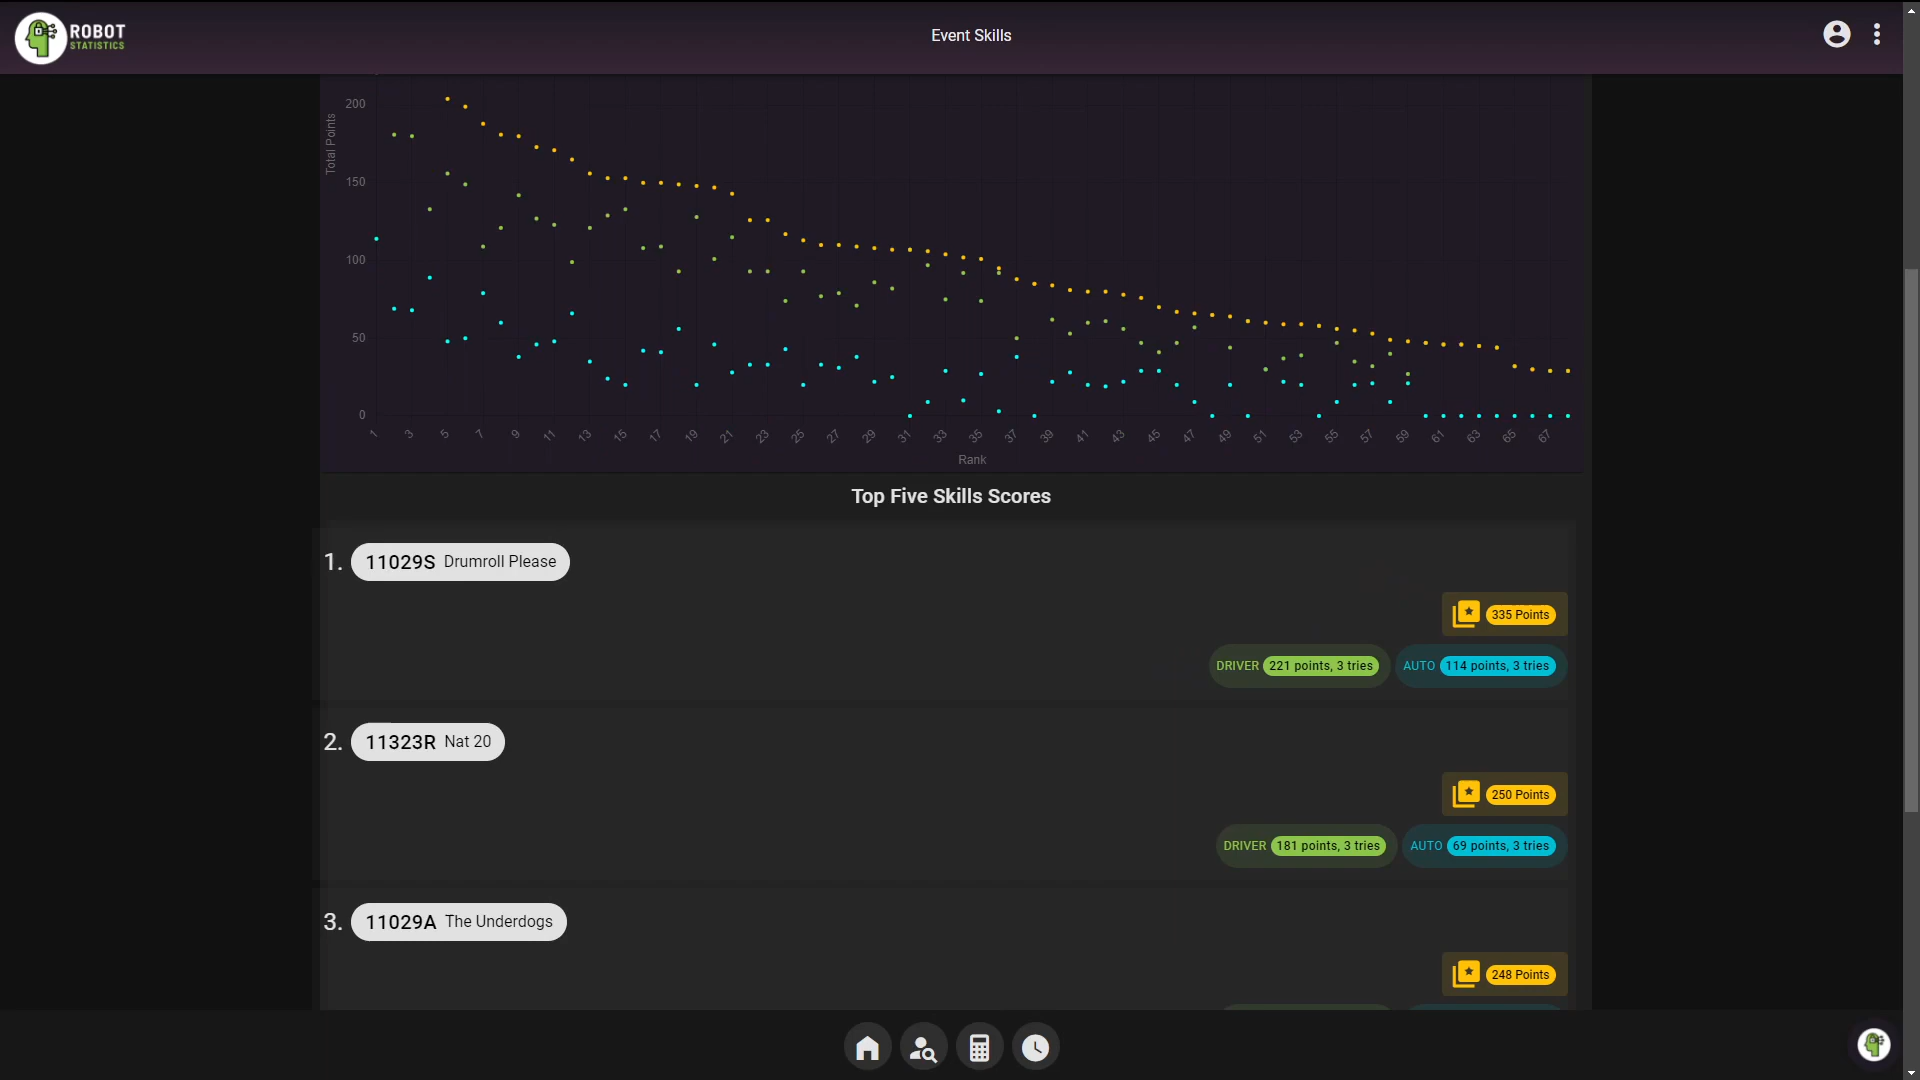 ROBOT
STATISTICS
Event Skills
Total Points
200
150
100
50
0
1 3 5 7 9 11 13 15 17 19 21 23 25 27 29 31 33 35 37 39 41 43 45 47 49 51 53 55 57 59 61 63 65 67
Rank
Top Five Skills Scores
1. 11029S Drumroll Please
335 Points
DRIVER 221 points, 3 tries AUTO 114 points, 3 tries
2. 11323R Nat 20
250 Points
DRIVER 181 points, 3 tries AUTO 69 points, 3 tries
3. 11029A The Underdogs
248 Points